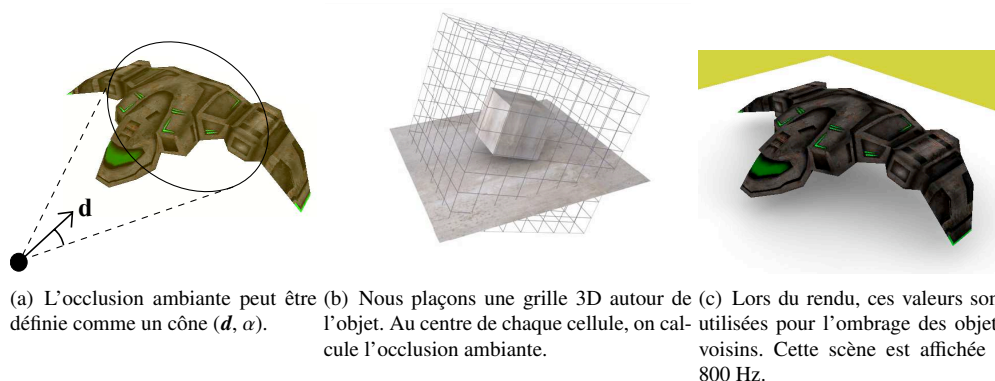 d
(a) L'occlusion ambiante peut être
définie comme un cône (d, α).
(b) Nous plaçons une grille 3D autour de
l'objet. Au centre de chaque cellule, on cal-
cule l'occlusion ambiante.
(c) Lors du rendu, ces valeurs son
utilisées pour l'ombrage des objet
voisins. Cette scène est affichée
800 Hz.